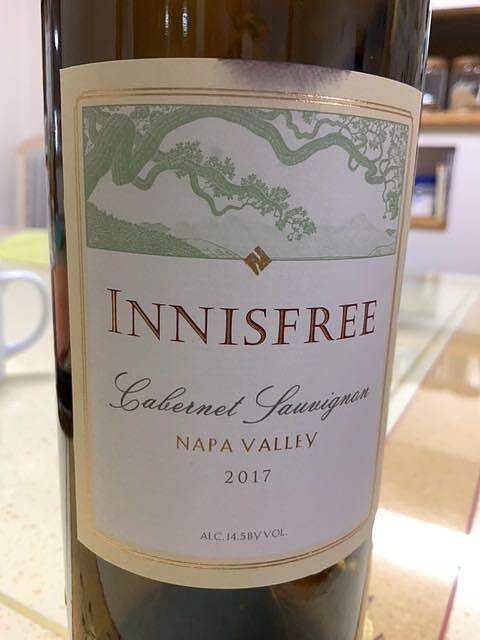 INNISFREE
Cabernet Sauvignon
NAPA VALLEY
2017
ALC. 14.5 BY VOL.